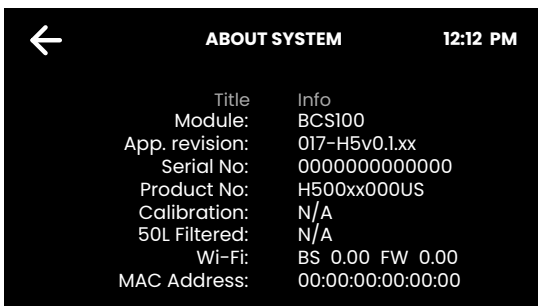 ABOUT SYSTEM 12:12 PM
Title Info
Module: BCS100
App. revision: 017-H5v0.1.xx
Serial No: 0000000000000
Product No: H500xx000US
Calibration: N/A
50L Filtered: N/A
Wi-Fi: BS 0.00 FW 0.00
MAC Address: 00:00:00:00:00:00